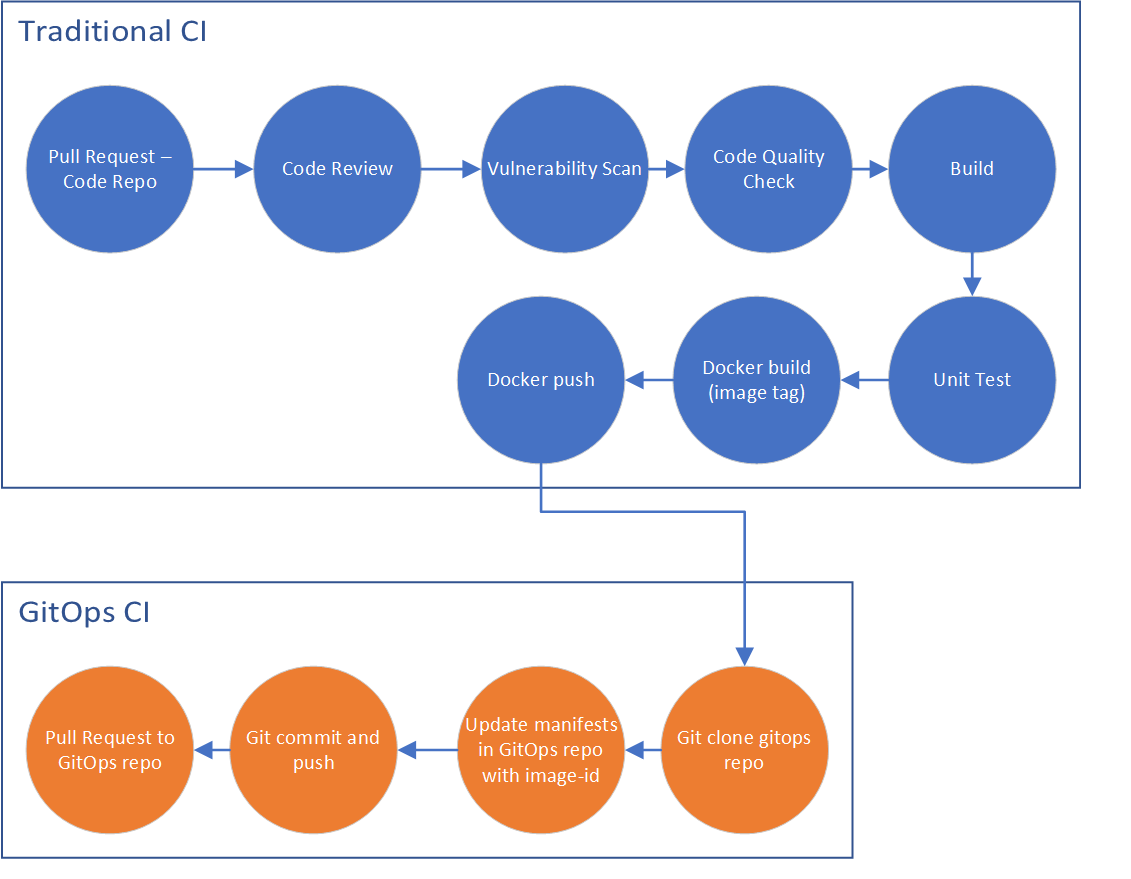 Traditional CI
Pull Request –
Code Repo
Code Review
Vulnerability Scan
Code Quality
Check
Build
Docker push
Docker build
(image tag)
Unit Test
GitOps CI
Pull Request to
GitOps repo
Git commit and
push
Update manifests
in GitOps repo
with image-id
Git clone gitops
repo